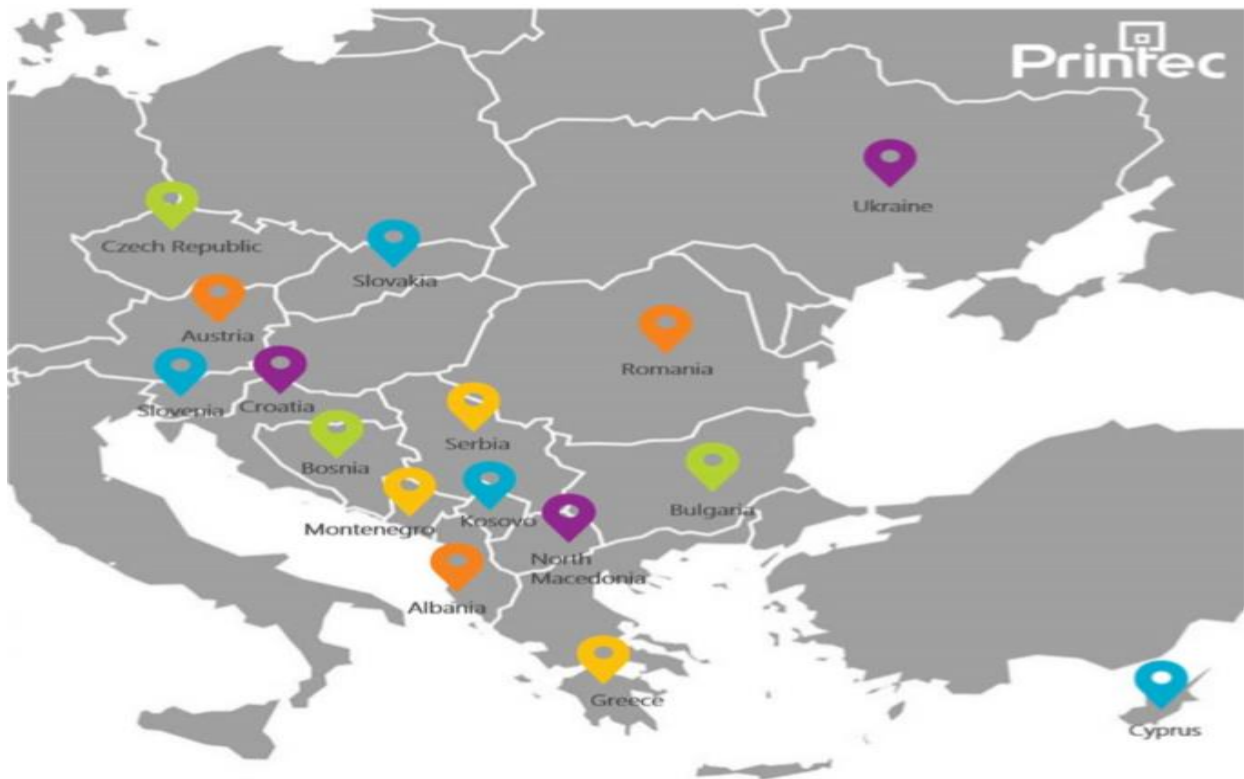 Printec
Ukraine
Czech Republic
Slovakia
Austria
Romania
Slovenia
Croatia
Serbia
Bosnia
Bulgaria
Montenegro
Kosovo
North
Macedonia
Albania
Greece
Cyprus